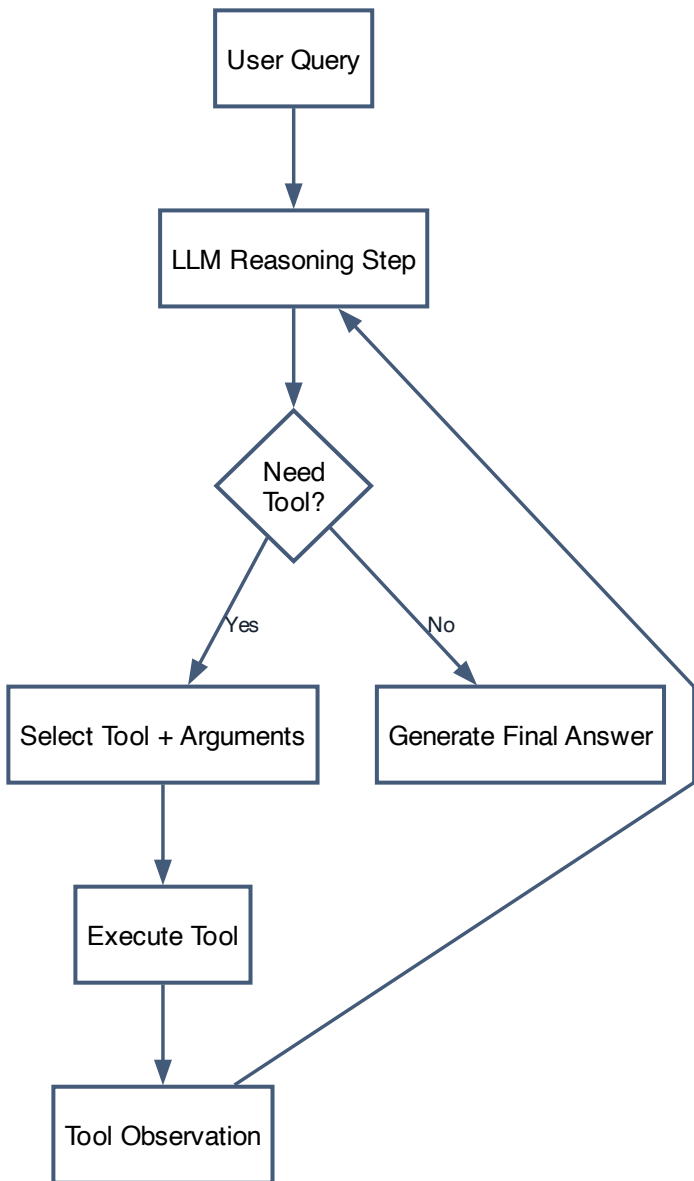 User Query
LLM Reasoning Step
Need
Tool?
Yes
No
Select Tool + Arguments
Generate Final Answer
Execute Tool
Tool Observation